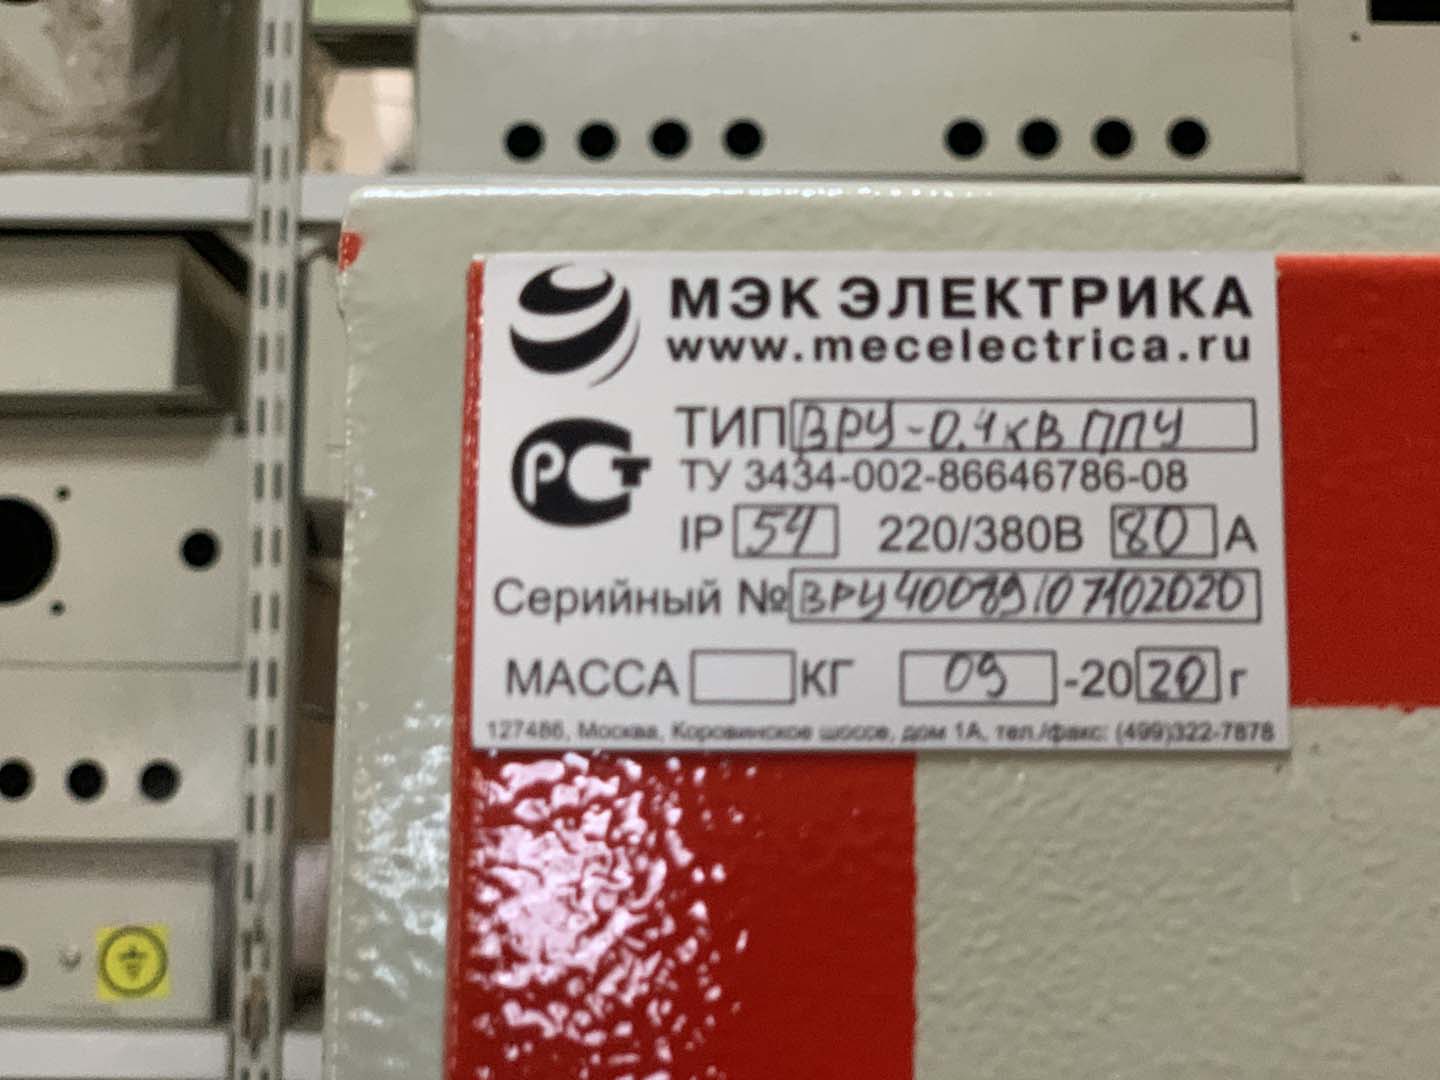 МЭК ЭЛЕКТРИКА
www.mecelectrica.ru
РСТ
ТИП ВРУ-0.4кВ ППУ
ТУ 3434-002-86646786-08
IP 54 220/380В 80 А
Серийный № ВРУ40089/07102020
МАССА КГ 09 -2020 г
127486, Москва, Коровинское шоссе, дом 1А, тел./факс: (499)322-7878